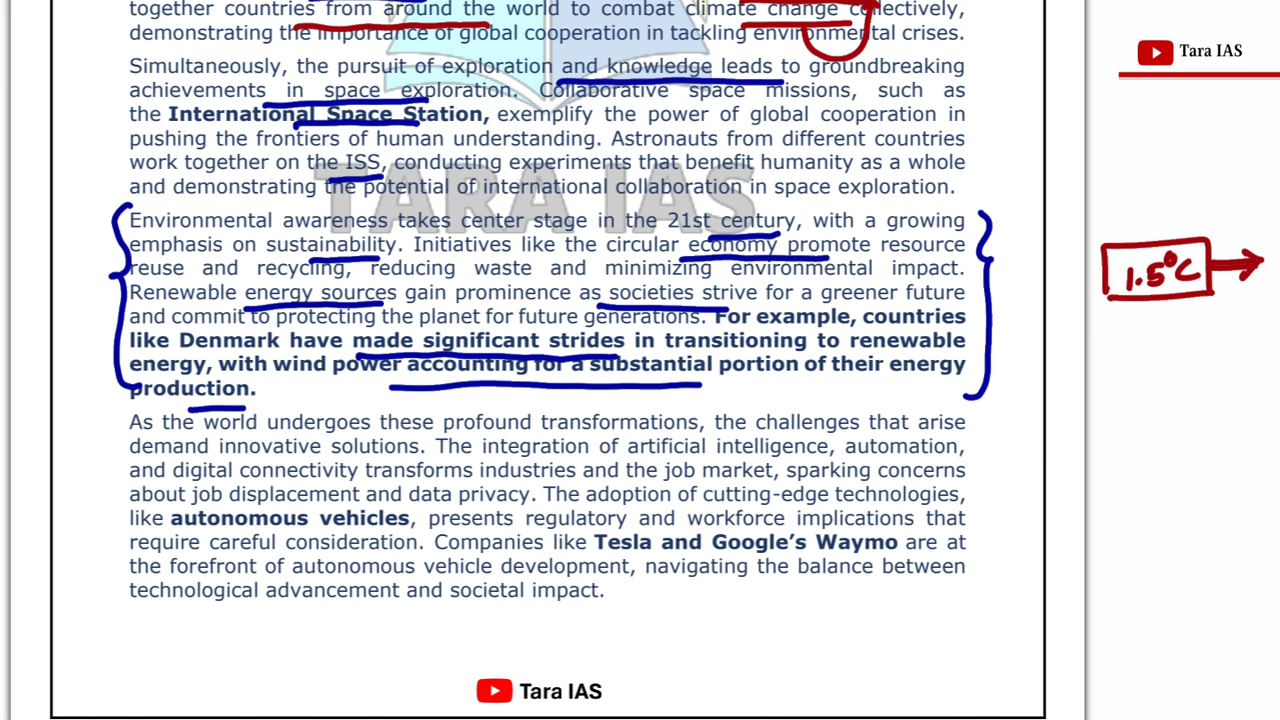 together countries from around the world to combat climate change collectively,
demonstrating the importance of global cooperation in tackling environmental crises.
Simultaneously, the pursuit of exploration and knowledge leads to groundbreaking
achievements in space exploration. Collaborative space missions, such as
the International Space Station, exemplify the power of global cooperation in
pushing the frontiers of human understanding. Astronauts from different countries
work together on the ISS, conducting experiments that benefit humanity as a whole
and demonstrating the potential of international collaboration in space exploration.
TARA IAS
Environmental awareness takes center stage in the 21st century, with a growing
emphasis on sustainability. Initiatives like the circular economy promote resource
reuse and recycling, reducing waste and minimizing environmental impact.
Renewable energy sources gain prominence as societies strive for a greener future
and commit to protecting the planet for future generations. For example, countries
like Denmark have made significant strides in transitioning to renewable
energy, with wind power accounting for a substantial portion of their energy
production.
As the world undergoes these profound transformations, the challenges that arise
demand innovative solutions. The integration of artificial intelligence, automation,
and digital connectivity transforms industries and the job market, sparking concerns
about job displacement and data privacy. The adoption of cutting-edge technologies,
like autonomous vehicles, presents regulatory and workforce implications that
require careful consideration. Companies like Tesla and Google's Waymo are at
the forefront of autonomous vehicle development, navigating the balance between
technological advancement and societal impact.
Tara IAS
Tara IAS
1.5°C